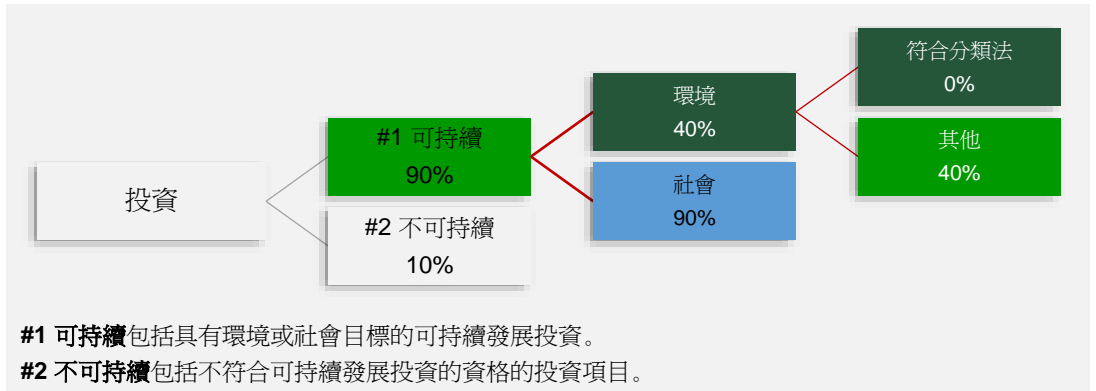 投資
#1 可持續
90%
#2 不可持續
10%
環境
40%
社會
90%
符合分類法
0%
其他
40%
#1 可持續包括具有環境或社會目標的可持續發展投資。
#2 不可持續包括不符合可持續發展投資的資格的投資項目。